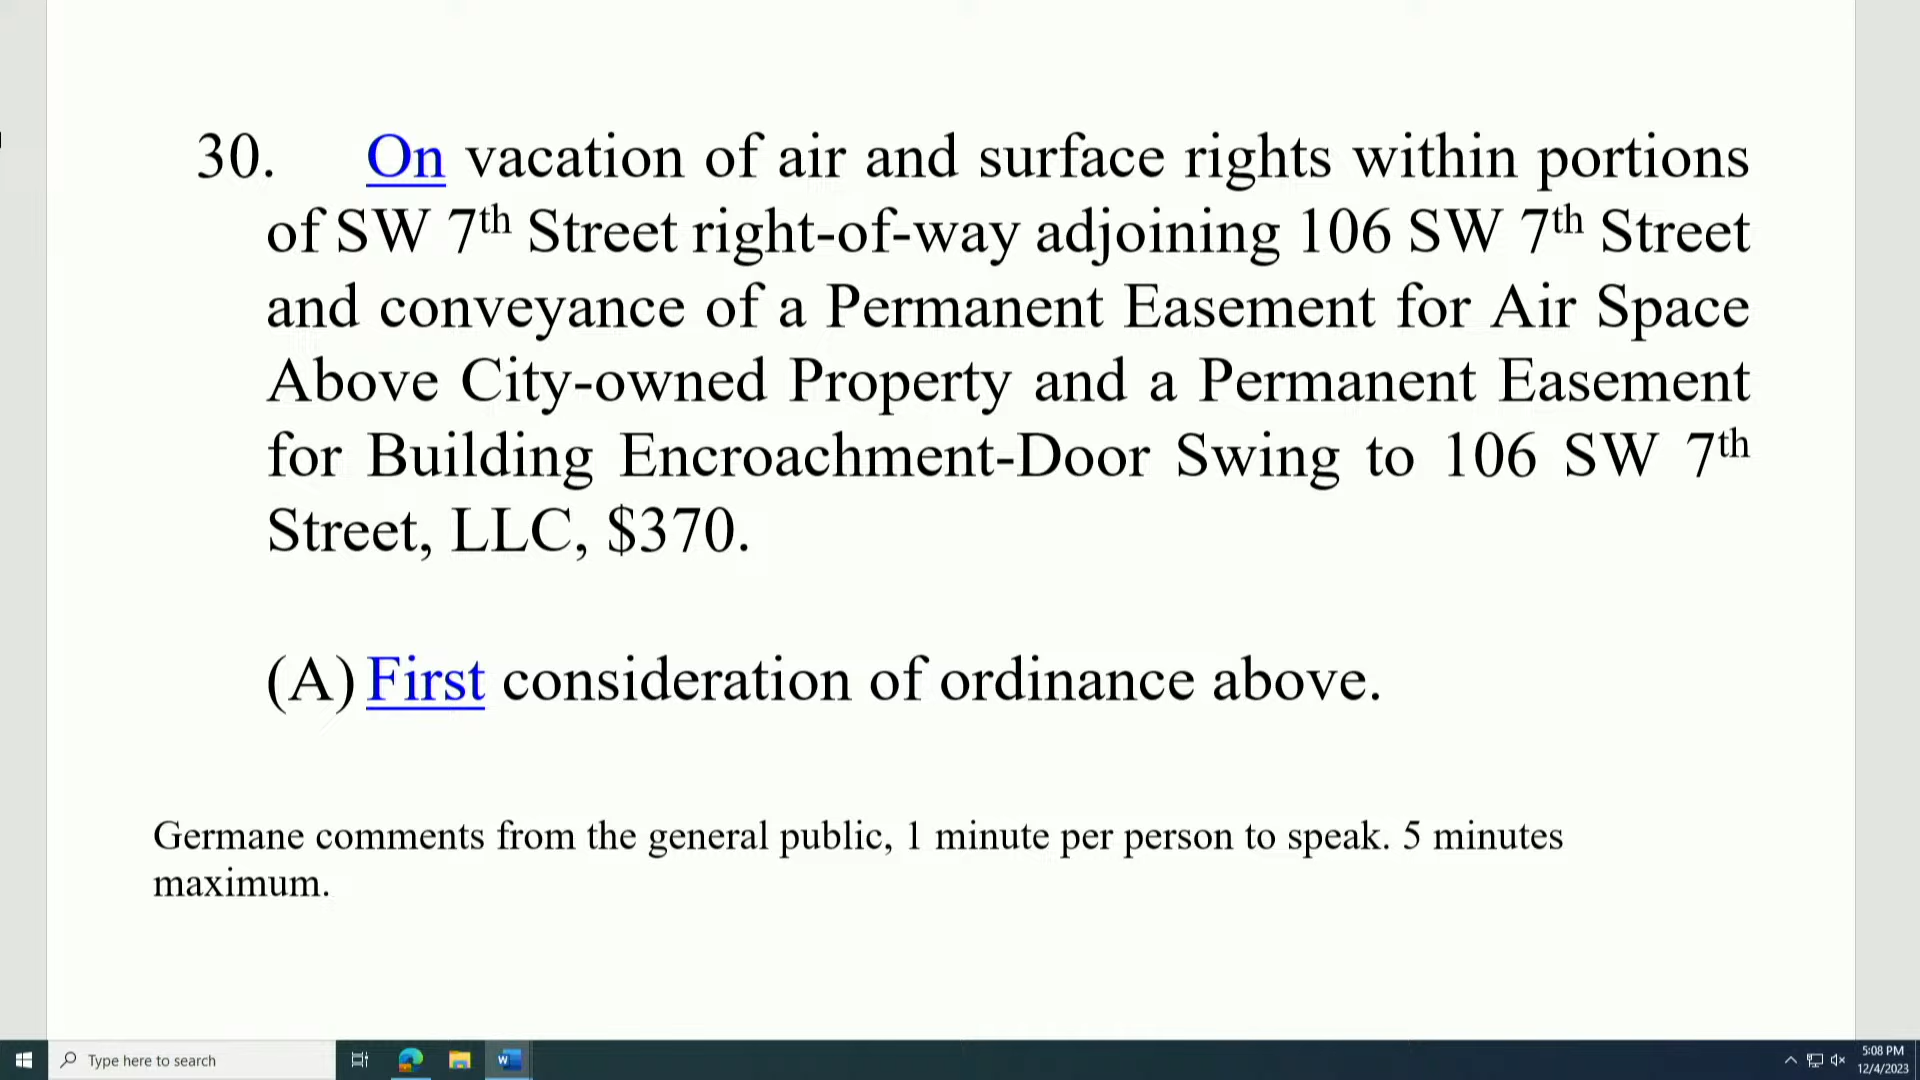 30. On vacation of air and surface rights within portions
of SW 7th Street right-of-way adjoining 106 SW 7th Street
and conveyance of a Permanent Easement for Air Space
Above City-owned Property and a Permanent Easement
for Building Encroachment-Door Swing to 106 SW 7th
Street, LLC, $370.
(A) First consideration of ordinance above.
Germane comments from the general public, 1 minute per person to speak. 5 minutes
maximum.
Type here to search
5:08 PM
12/4/2023